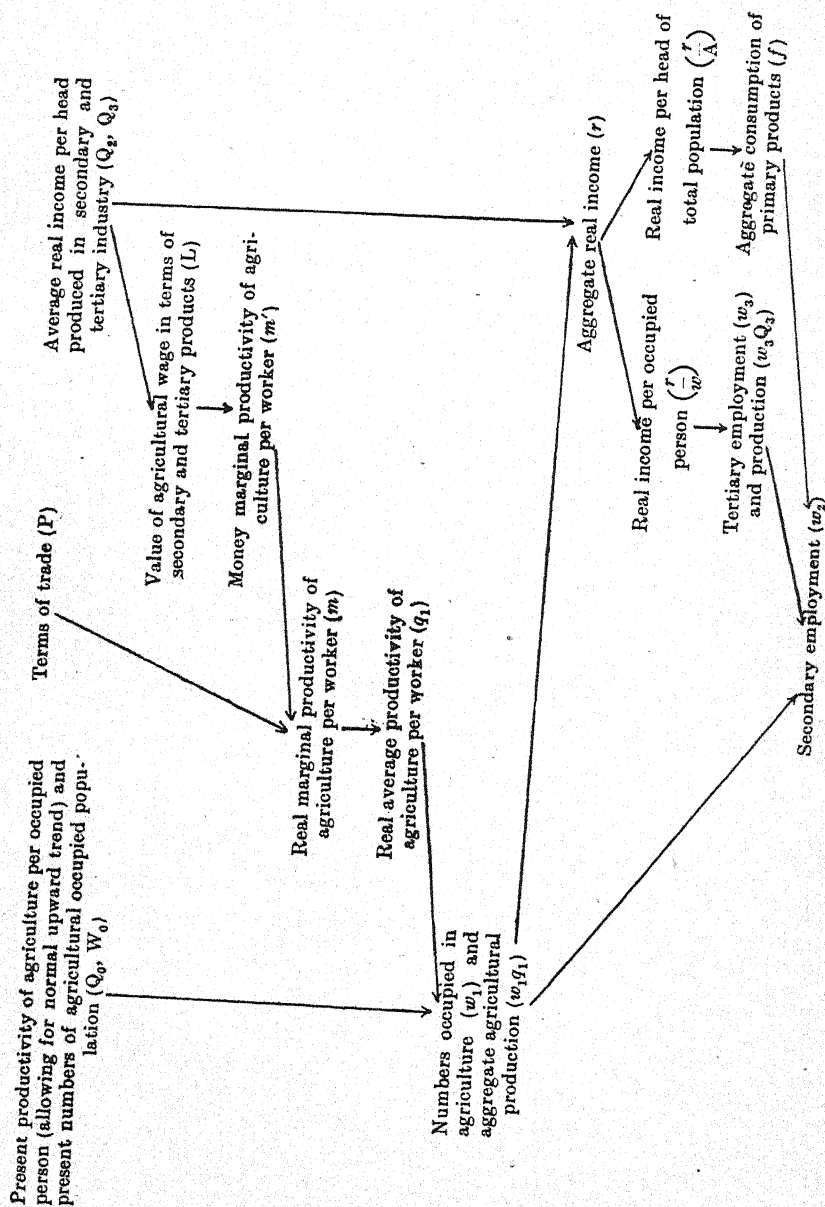 Present productivity of agriculture per occupied
person (allowing for normal upward trend) and
present numbers of agricultural occupied popu-
lation (Q₀, W₀)
Terms of trade (P)
Average real income per head
produced in secondary and
tertiary industry (Q₂, Q₃)
Value of agricultural wage in terms of
secondary and tertiary products (L)
Money marginal productivity of agri-
culture per worker (m′)
Real marginal productivity of
agriculture per worker (m)
Real average productivity of
agriculture per worker (q₁)
Numbers occupied in
agriculture (w₁) and
aggregate agricultural
production (w₁q₁)
Aggregate real income (r)
Real income per occupied
person (r/w)
Real income per head of
total population (r/A)
Tertiary employment (w₃)
and production (w₃Q₃)
Aggregate consumption of
primary products (f)
Secondary employment (w₂)